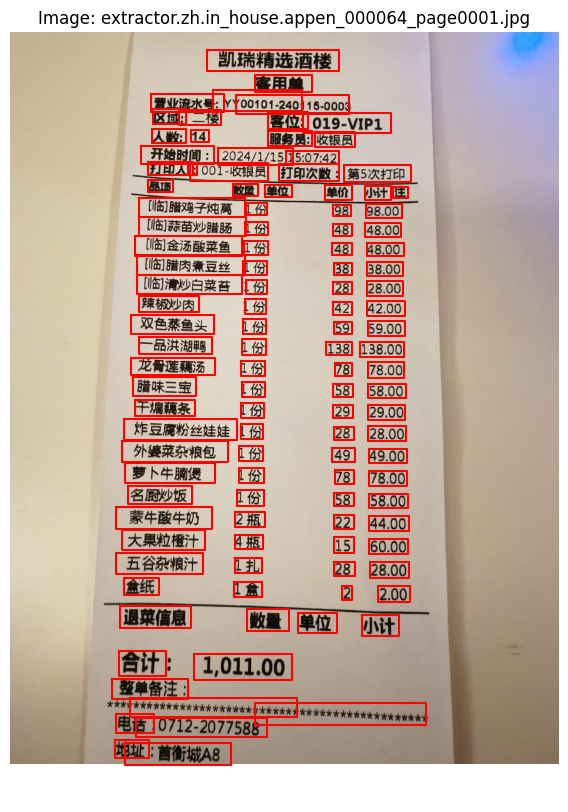 Image: extractor.zh.in_house.appen_000064_page0001.jpg
凯瑞精选酒楼
客用单
营业流水号: YY00101-240115-0003
区域: 二楼 客位: 019-VIP1
人数: 14 服务员: 收银员
开始时间: 2024/1/15 15:07:42
打印人: 001-收银员 打印次数: 第5次打印
品项 数量 单位 单价 小计 注
[临]腊鸡子炖萵 1 份 98 98.00
[临]蒜苗炒腊肠 1 份 48 48.00
[临]金汤酸菜鱼 1 份 48 48.00
[临]腊肉煮豆丝 1 份 38 38.00
[临]清炒白菜苔 1 份 28 28.00
辣椒炒肉 1 份 42 42.00
双色蒸鱼头 1 份 59 59.00
一品洪湖鸭 1 份 138 138.00
龙骨莲藕汤 1 份 78 78.00
腊味三宝 1 份 58 58.00
干煸藕条 1 份 29 29.00
炸豆腐粉丝娃娃 1 份 28 28.00
外婆菜杂粮包 1 份 49 49.00
萝卜牛腩煲 1 份 78 78.00
名厨炒饭 1 份 58 58.00
蒙牛酸牛奶 2 瓶 22 44.00
大果粒橙汁 4 瓶 15 60.00
五谷杂粮汁 1 扎 28 28.00
盒纸 1 盒 2 2.00
退菜信息 数量 单位 小计
合计: 1,011.00
整单备注:
************************************************
电话 0712-2077588
地址: 首衡城A8